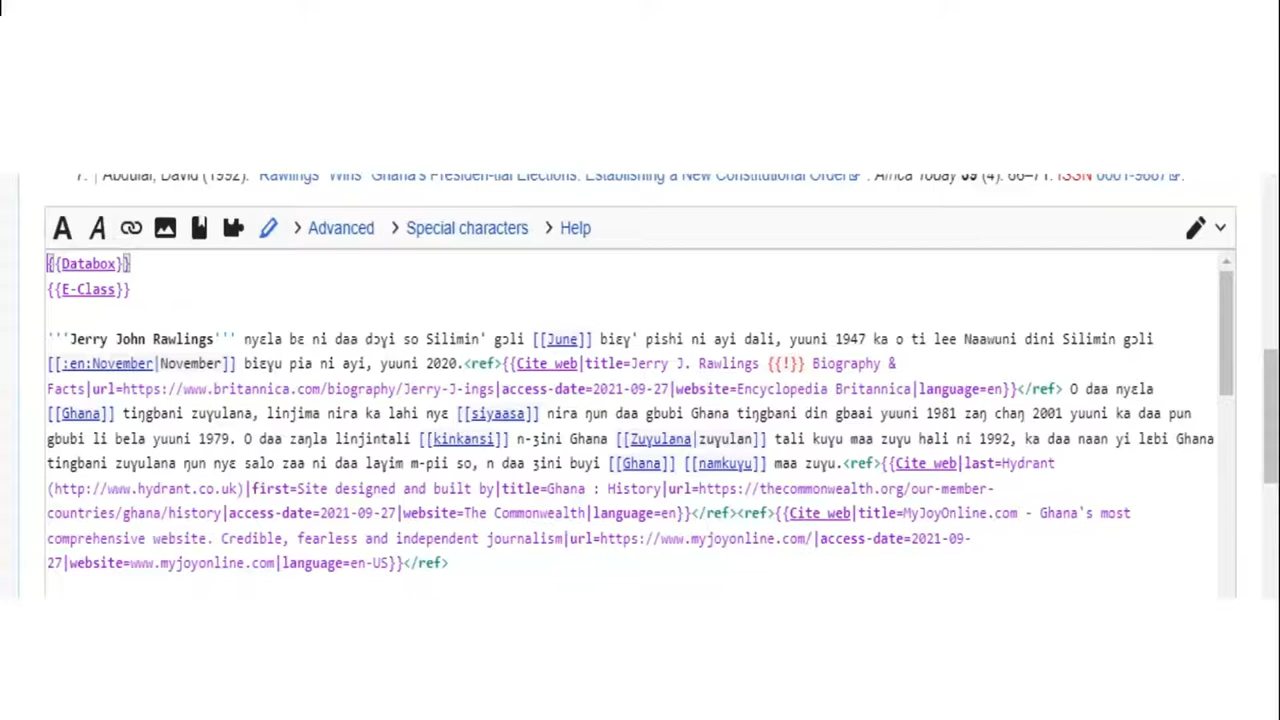 7. Abdulai, David (1992). "Rawlings "Wins" Ghana's Presidential Elections: Establishing a New Constitutional Order". Africa Today 39 (4): 66–71. ISSN 0001-9887.
Advanced Special characters Help
{{Databox}}
{{E-Class}}
'''Jerry John Rawlings''' nyɛla bɛ ni daa dɔɣi so Silimin' gɔli [[June]] biɛɣ' pishi ni ayi dali, yuuni 1947 ka o ti lee Naawuni dini Silimin gɔli
[[:en:November|November]] biɛɣu pia ni ayi, yuuni 2020.<ref>{{Cite web|title=Jerry J. Rawlings {{!}} Biography &
Facts|url=https://www.britannica.com/biography/Jerry-J-ings|access-date=2021-09-27|website=Encyclopedia Britannica|language=en}}</ref> O daa nyɛla
[[Ghana]] tiŋgbani zuɣulana, linjima nira ka lahi nyɛ [[siyaasa]] nira ŋun daa gbubi Ghana tiŋgbani din gbaai yuuni 1981 zaŋ chaŋ 2001 yuuni ka daa pun
gbubi li bela yuuni 1979. O daa zaŋla linjintali [[kinkansi]] n-ʒini Ghana [[Zuɣulana|zuɣulan]] tali kuɣu maa zuɣu hali ni 1992, ka daa naan yi lɛbi Ghana
tingbani zuɣulana ŋun nyɛ salo zaa ni daa laɣim m-pii so, n daa ʒini buyi [[Ghana]] [[namkuɣu]] maa zuɣu.<ref>{{Cite web|last=Hydrant
(http://www.hydrant.co.uk)|first=Site designed and built by|title=Ghana : History|url=https://thecommonwealth.org/our-member-
countries/ghana/history|access-date=2021-09-27|website=The Commonwealth|language=en}}</ref><ref>{{Cite web|title=MyJoyOnline.com - Ghana's most
comprehensive website. Credible, fearless and independent journalism|url=https://www.myjoyonline.com/|access-date=2021-09-
27|website=www.myjoyonline.com|language=en-US}}</ref>